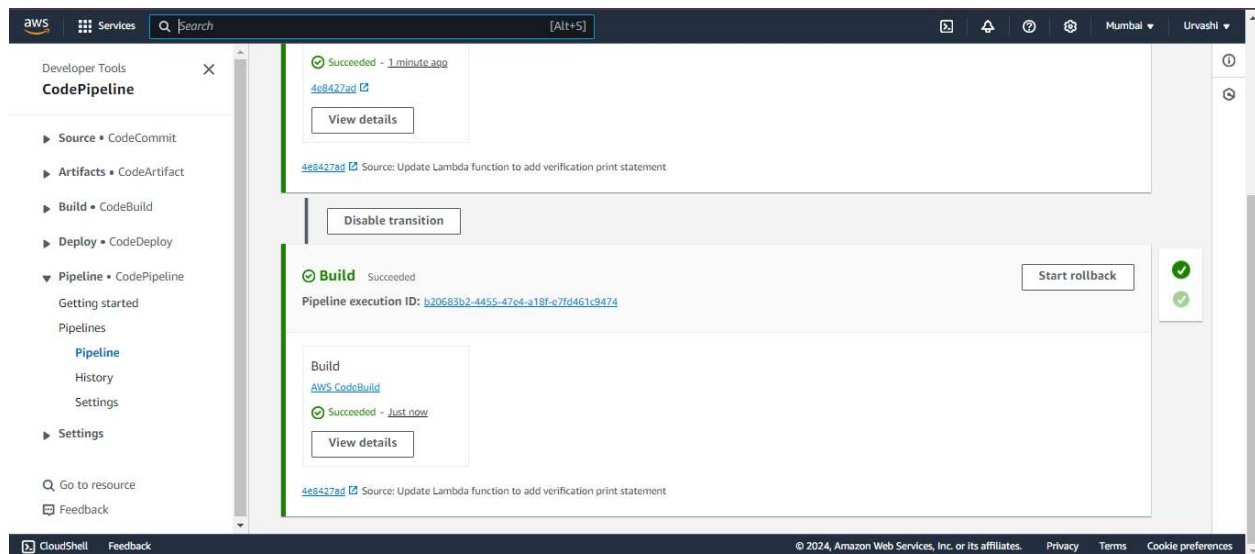 aws Services Search [Alt+S] Mumbai Urvashi
Developer Tools
CodePipeline
Source • CodeCommit
Artifacts • CodeArtifact
Build • CodeBuild
Deploy • CodeDeploy
Pipeline • CodePipeline
Getting started
Pipelines
Pipeline
History
Settings
Settings
Go to resource
Feedback
Succeeded - 1 minute ago
4e8427ad
View details
4e8427ad Source: Update Lambda function to add verification print statement
Disable transition
Build Succeeded
Start rollback
Pipeline execution ID: b20683b2-4455-47e4-a18f-e7fd461c9474
Build
AWS CodeBuild
Succeeded - Just now
View details
4e8427ad Source: Update Lambda function to add verification print statement
CloudShell Feedback © 2024, Amazon Web Services, Inc. or its affiliates. Privacy Terms Cookie preferences